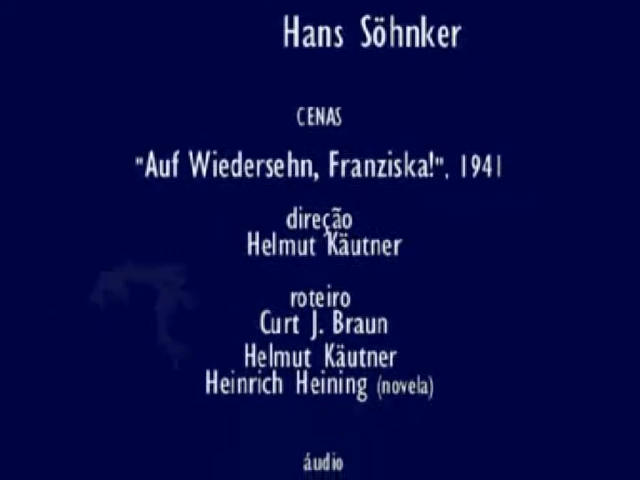 Hans Söhnker
CENAS
"Auf Wiedersehn, Franziska!", 1941
direção
Helmut Käutner
roteiro
Curt J. Braun
Helmut Käutner
Heinrich Heining (novela)
áudio